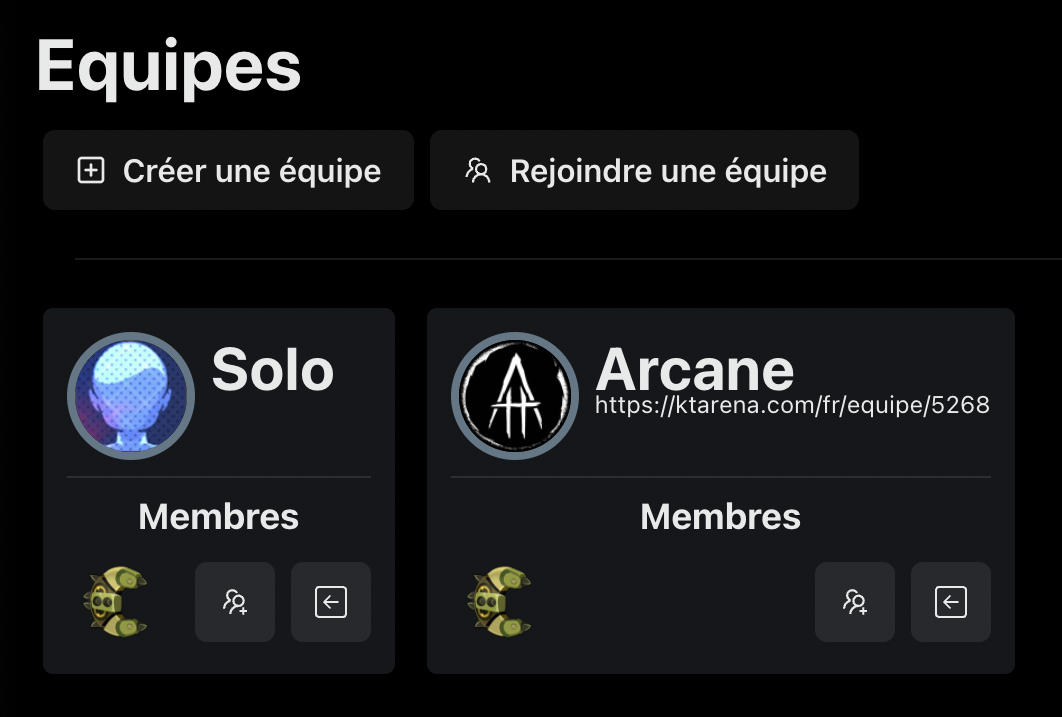 Equipes
Créer une équipe
Rejoindre une équipe
Solo
Arcane
https://ktarena.com/fr/equipe/5268
Membres
Membres